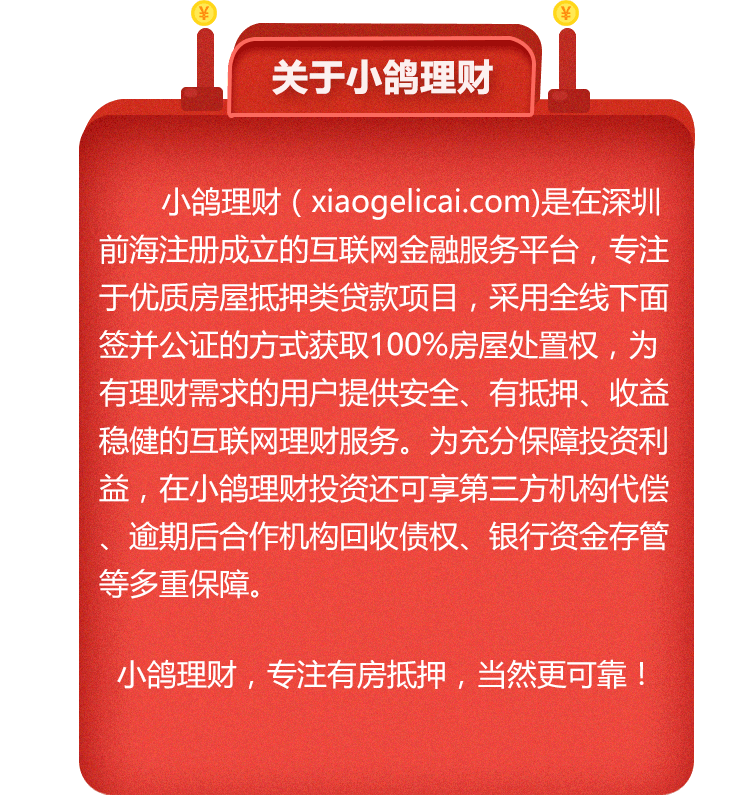 ¥
¥
关于小鸽理财
小鸽理财（xiaogelicai.com)是在深圳
前海注册成立的互联网金融服务平台，专注
于优质房屋抵押类贷款项目，采用全线下面
签并公证的方式获取100%房屋处置权，为
有理财需求的用户提供安全、有抵押、收益
稳健的互联网理财服务。为充分保障投资利
益，在小鸽理财投资还可享第三方机构代偿
、逾期后合作机构回收债权、银行资金存管
等多重保障。
小鸽理财，专注有房抵押，当然更可靠！